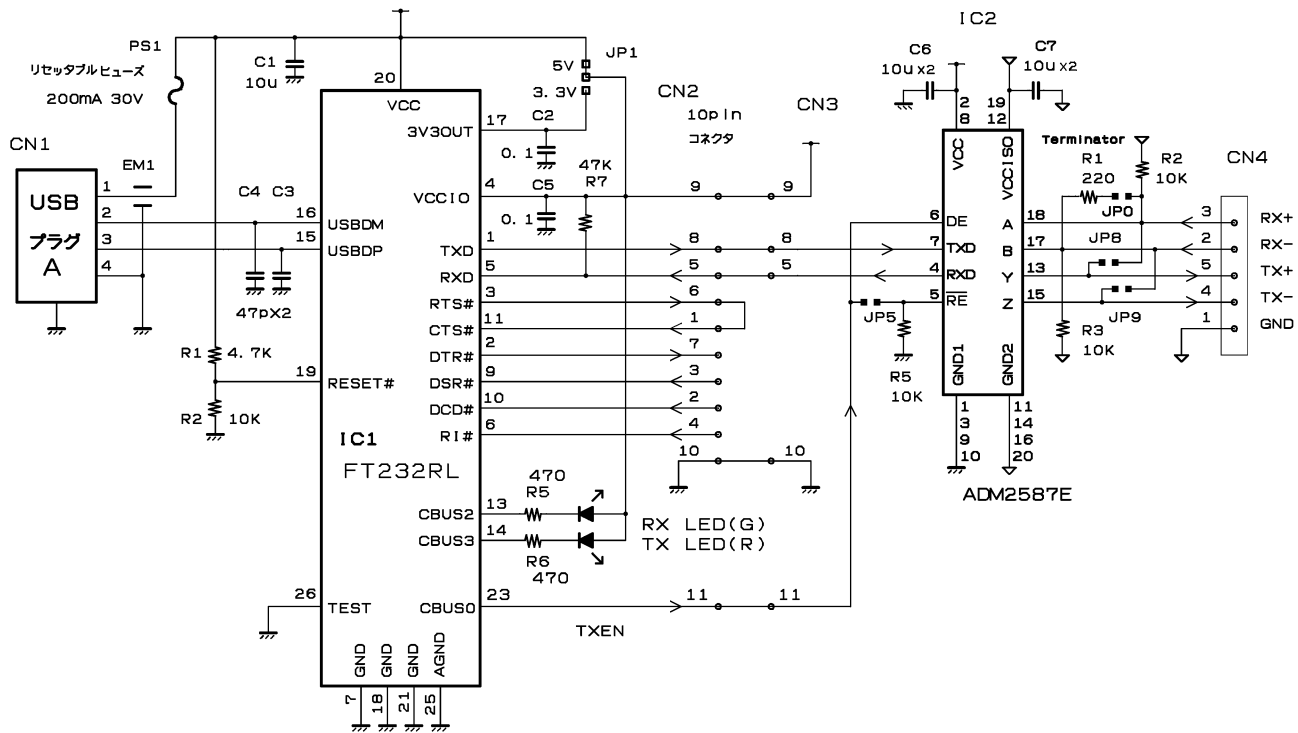 IC2
PS1
リセッタブルヒューズ
200mA 30V
C1
10u
20
VCC
JP1
5V
3.3V
CN2
10pin
コネクタ
CN3
C6
10ux2
C7
10ux2
2
8
19
12
VCC
VCCISO
Terminator
R1
220
R2
10K
CN4
CN1
USB
プラグ
A
1
2
3
4
EM1
C4 C3
47pX2
16
USBDM
15
USBDP
17
3V3OUT
C2
0.1
4
VCCIO
C5
0.1
47K
R7
9
9
1
TXD
8
8
5
RXD
5
5
3
RTS#
6
11
CTS#
1
2
DTR#
7
9
DSR#
3
10
DCD#
2
6
RI#
4
10
10
6
DE
7
TXD
4
RXD
5
RE
JP5
R5
10K
A
18
B
17
Y
13
Z
15
JP0
JP8
JP9
R3
10K
3
RX+
2
RX-
5
TX+
4
TX-
1
GND
GND1
GND2
1
3
9
10
11
14
16
20
ADM2587E
R1
4.7K
19
RESET#
R2
10K
IC1
FT232RL
470
R5
13
CBUS2
14
CBUS3
R6
470
RX LED(G)
TX LED(R)
26
TEST
CBUS0
23
11
11
TXEN
GND
GND
GND
AGND
7
18
21
25